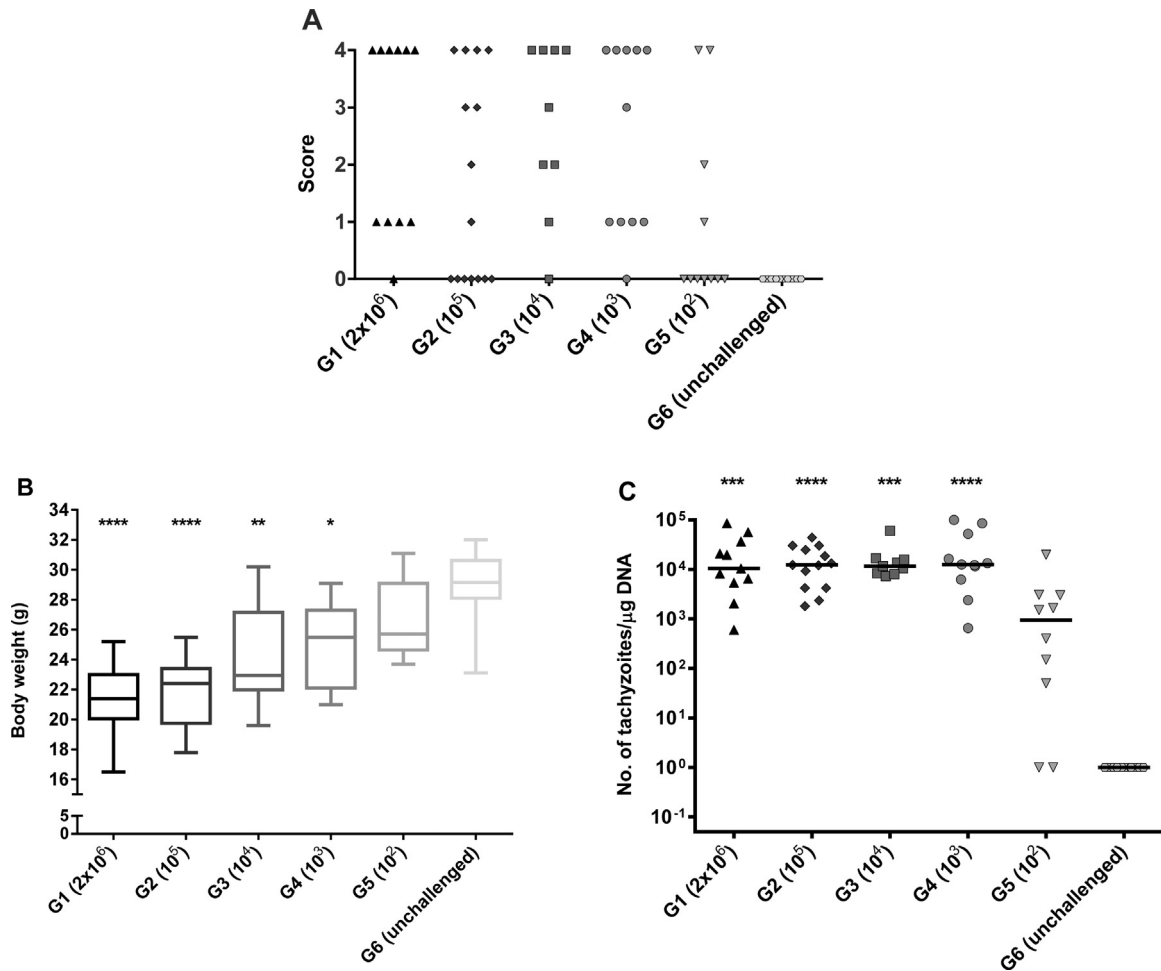 A
Score
4
3
2
1
0
G1 (2x10⁶)
G2 (10⁵)
G3 (10⁴)
G4 (10³)
G5 (10²)
G6 (unchallenged)
B
Body weight (g)
34
32
30
28
26
24
22
20
18
16
5
0
****
****
**
*
G1 (2x10⁶)
G2 (10⁵)
G3 (10⁴)
G4 (10³)
G5 (10²)
G6 (unchallenged)
C
No. of tachyzoites/µg DNA
10⁵
10⁴
10³
10²
10¹
10⁰
10⁻¹
***
****
***
****
G1 (2x10⁶)
G2 (10⁵)
G3 (10⁴)
G4 (10³)
G5 (10²)
G6 (unchallenged)